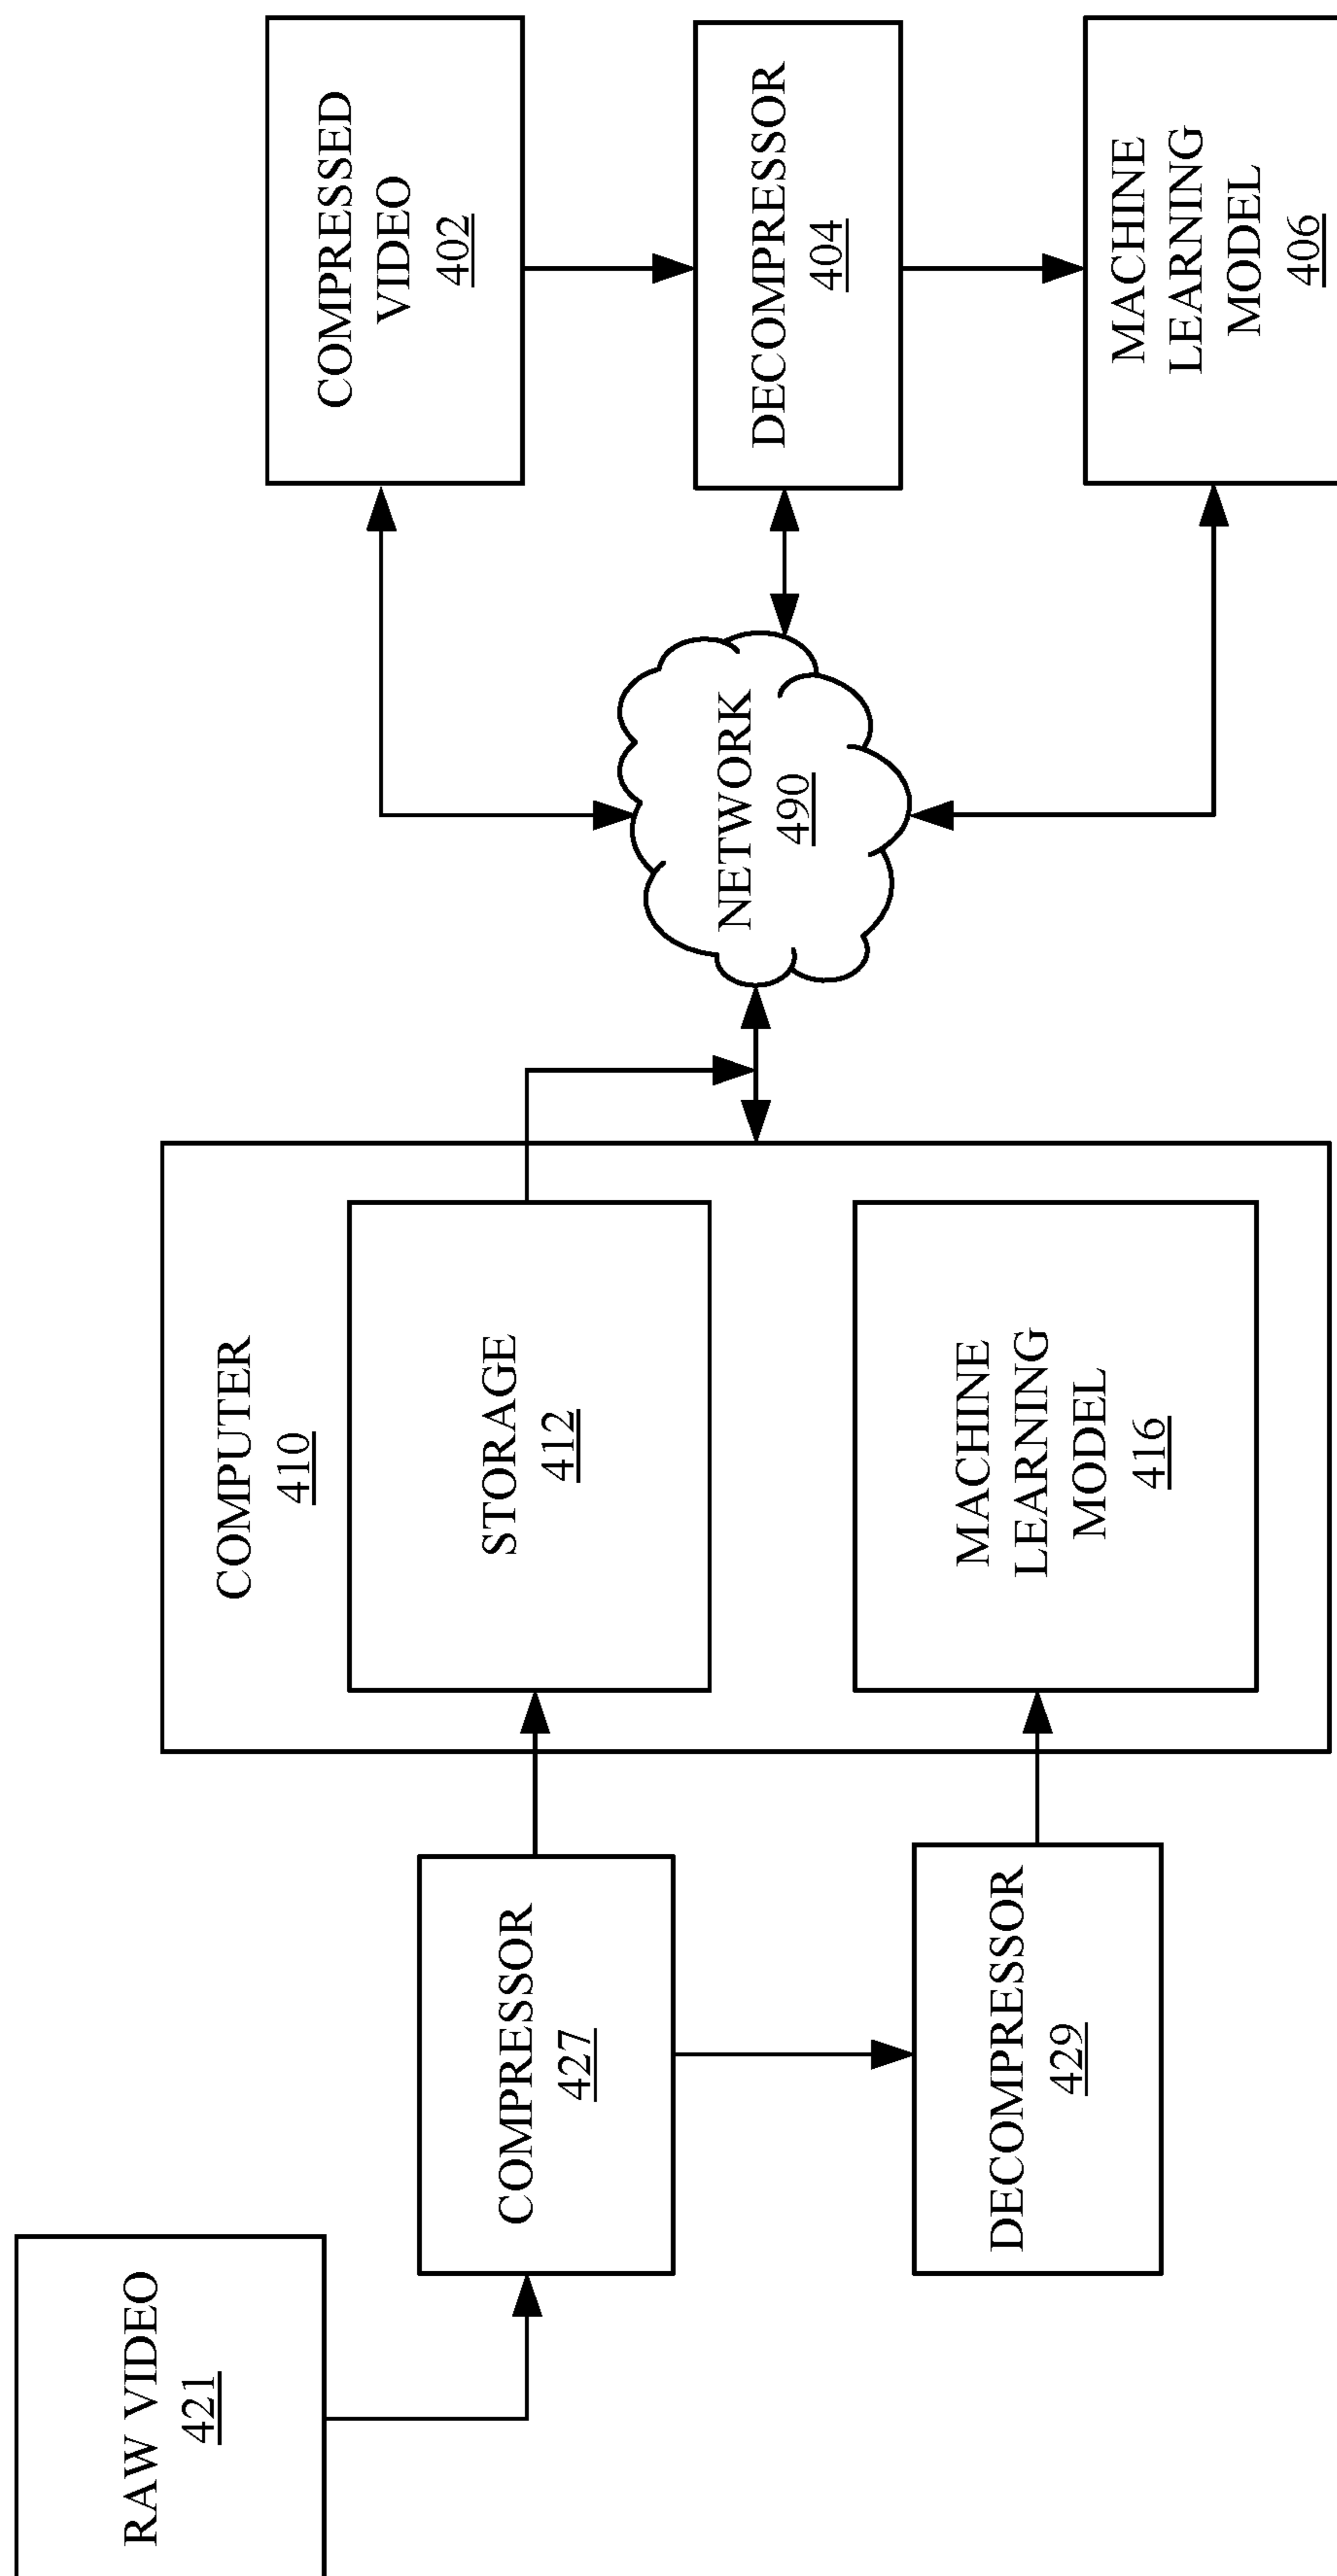 RAW VIDEO
421
COMPRESSOR
427
DECOMPRESSOR
429
COMPUTER
410
STORAGE
412
MACHINE
LEARNING
MODEL
416
NETWORK
490
COMPRESSED
VIDEO
402
DECOMPRESSOR
404
MACHINE
LEARNING
MODEL
406